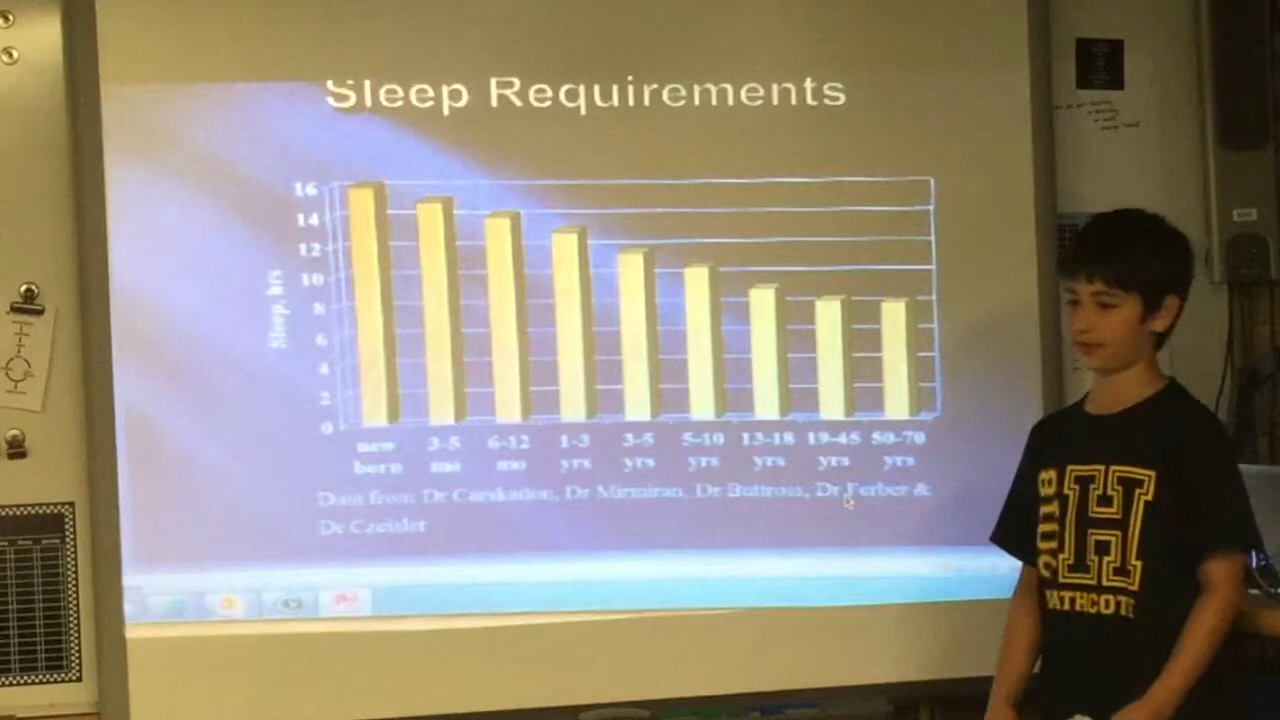 Sleep Requirements
16
14
12
10
8
6
4
2
0
Sleep, hrs
new born
3-5 mo
6-12 mo
1-3 yrs
3-5 yrs
5-10 yrs
13-18 yrs
19-45 yrs
50-70 yrs
Data from Dr Carskadon, Dr Mirmiran, Dr Buttross, Dr Ferber &
Dr Czeisler
2018
H
ATHCOTE